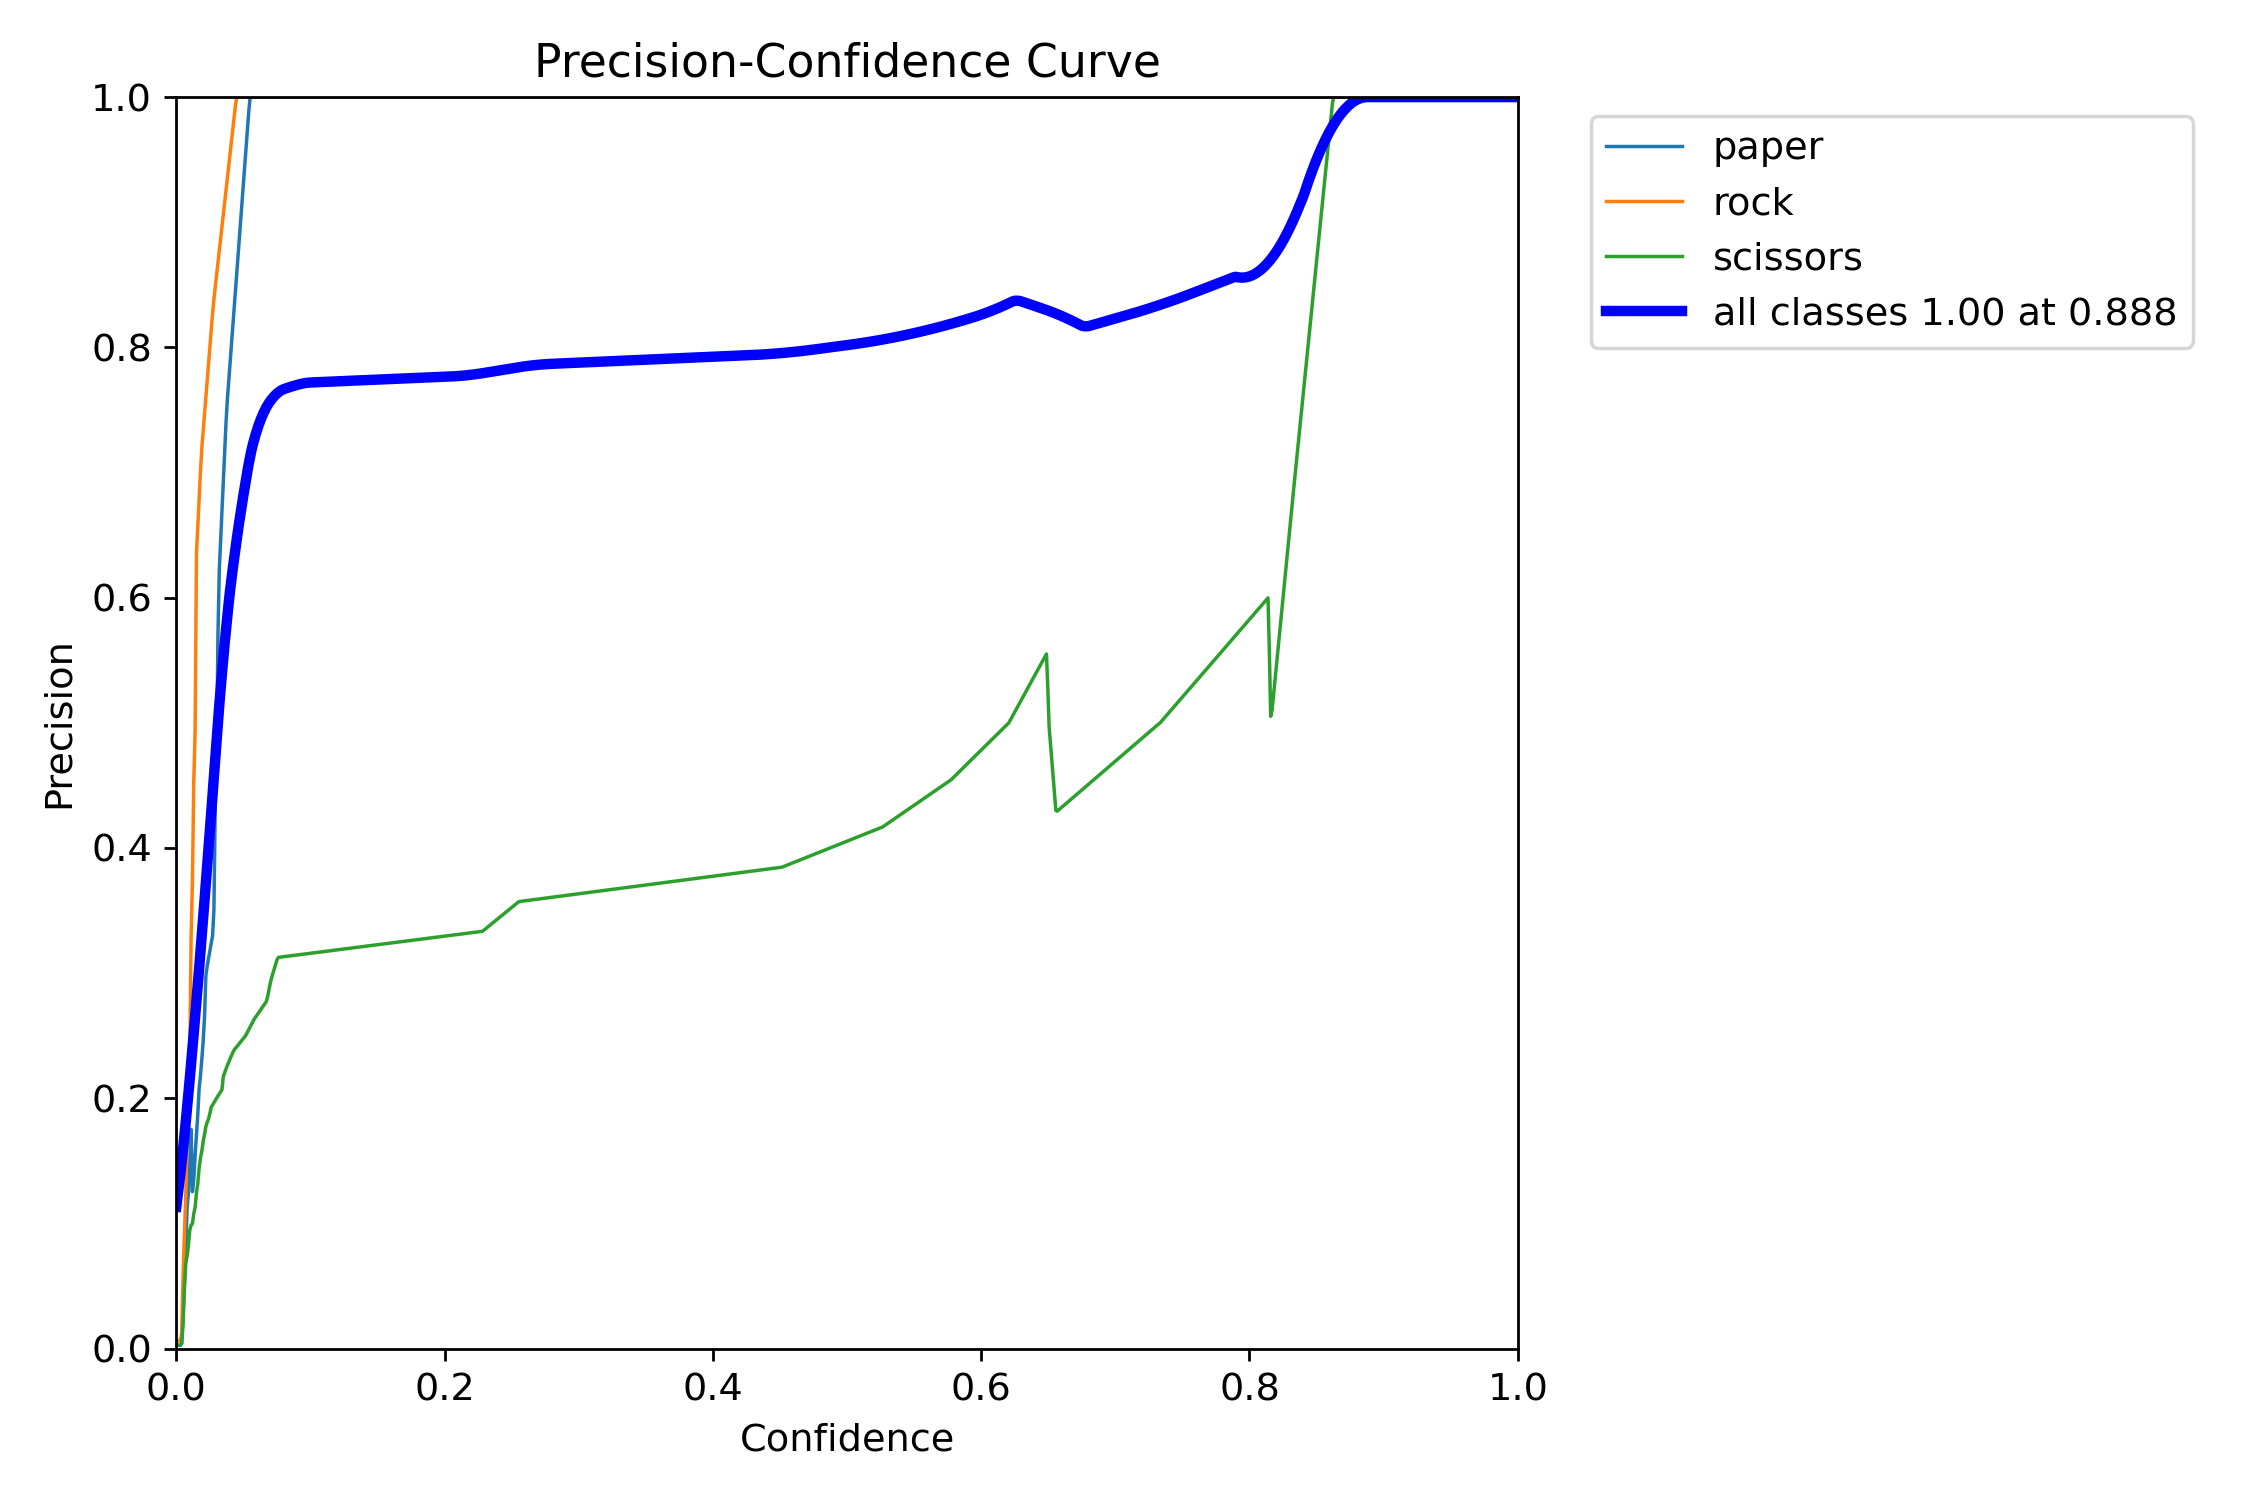 Precision-Confidence Curve
1.0
0.8
0.6
0.4
0.2
0.0
Precision
0.0 0.2 0.4 0.6 0.8 1.0
Confidence
paper
rock
scissors
all classes 1.00 at 0.888